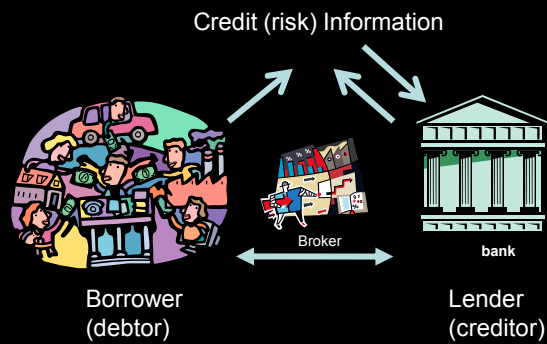 Credit (risk) Information
Broker
bank
Borrower
(debtor)
Lender
(creditor)